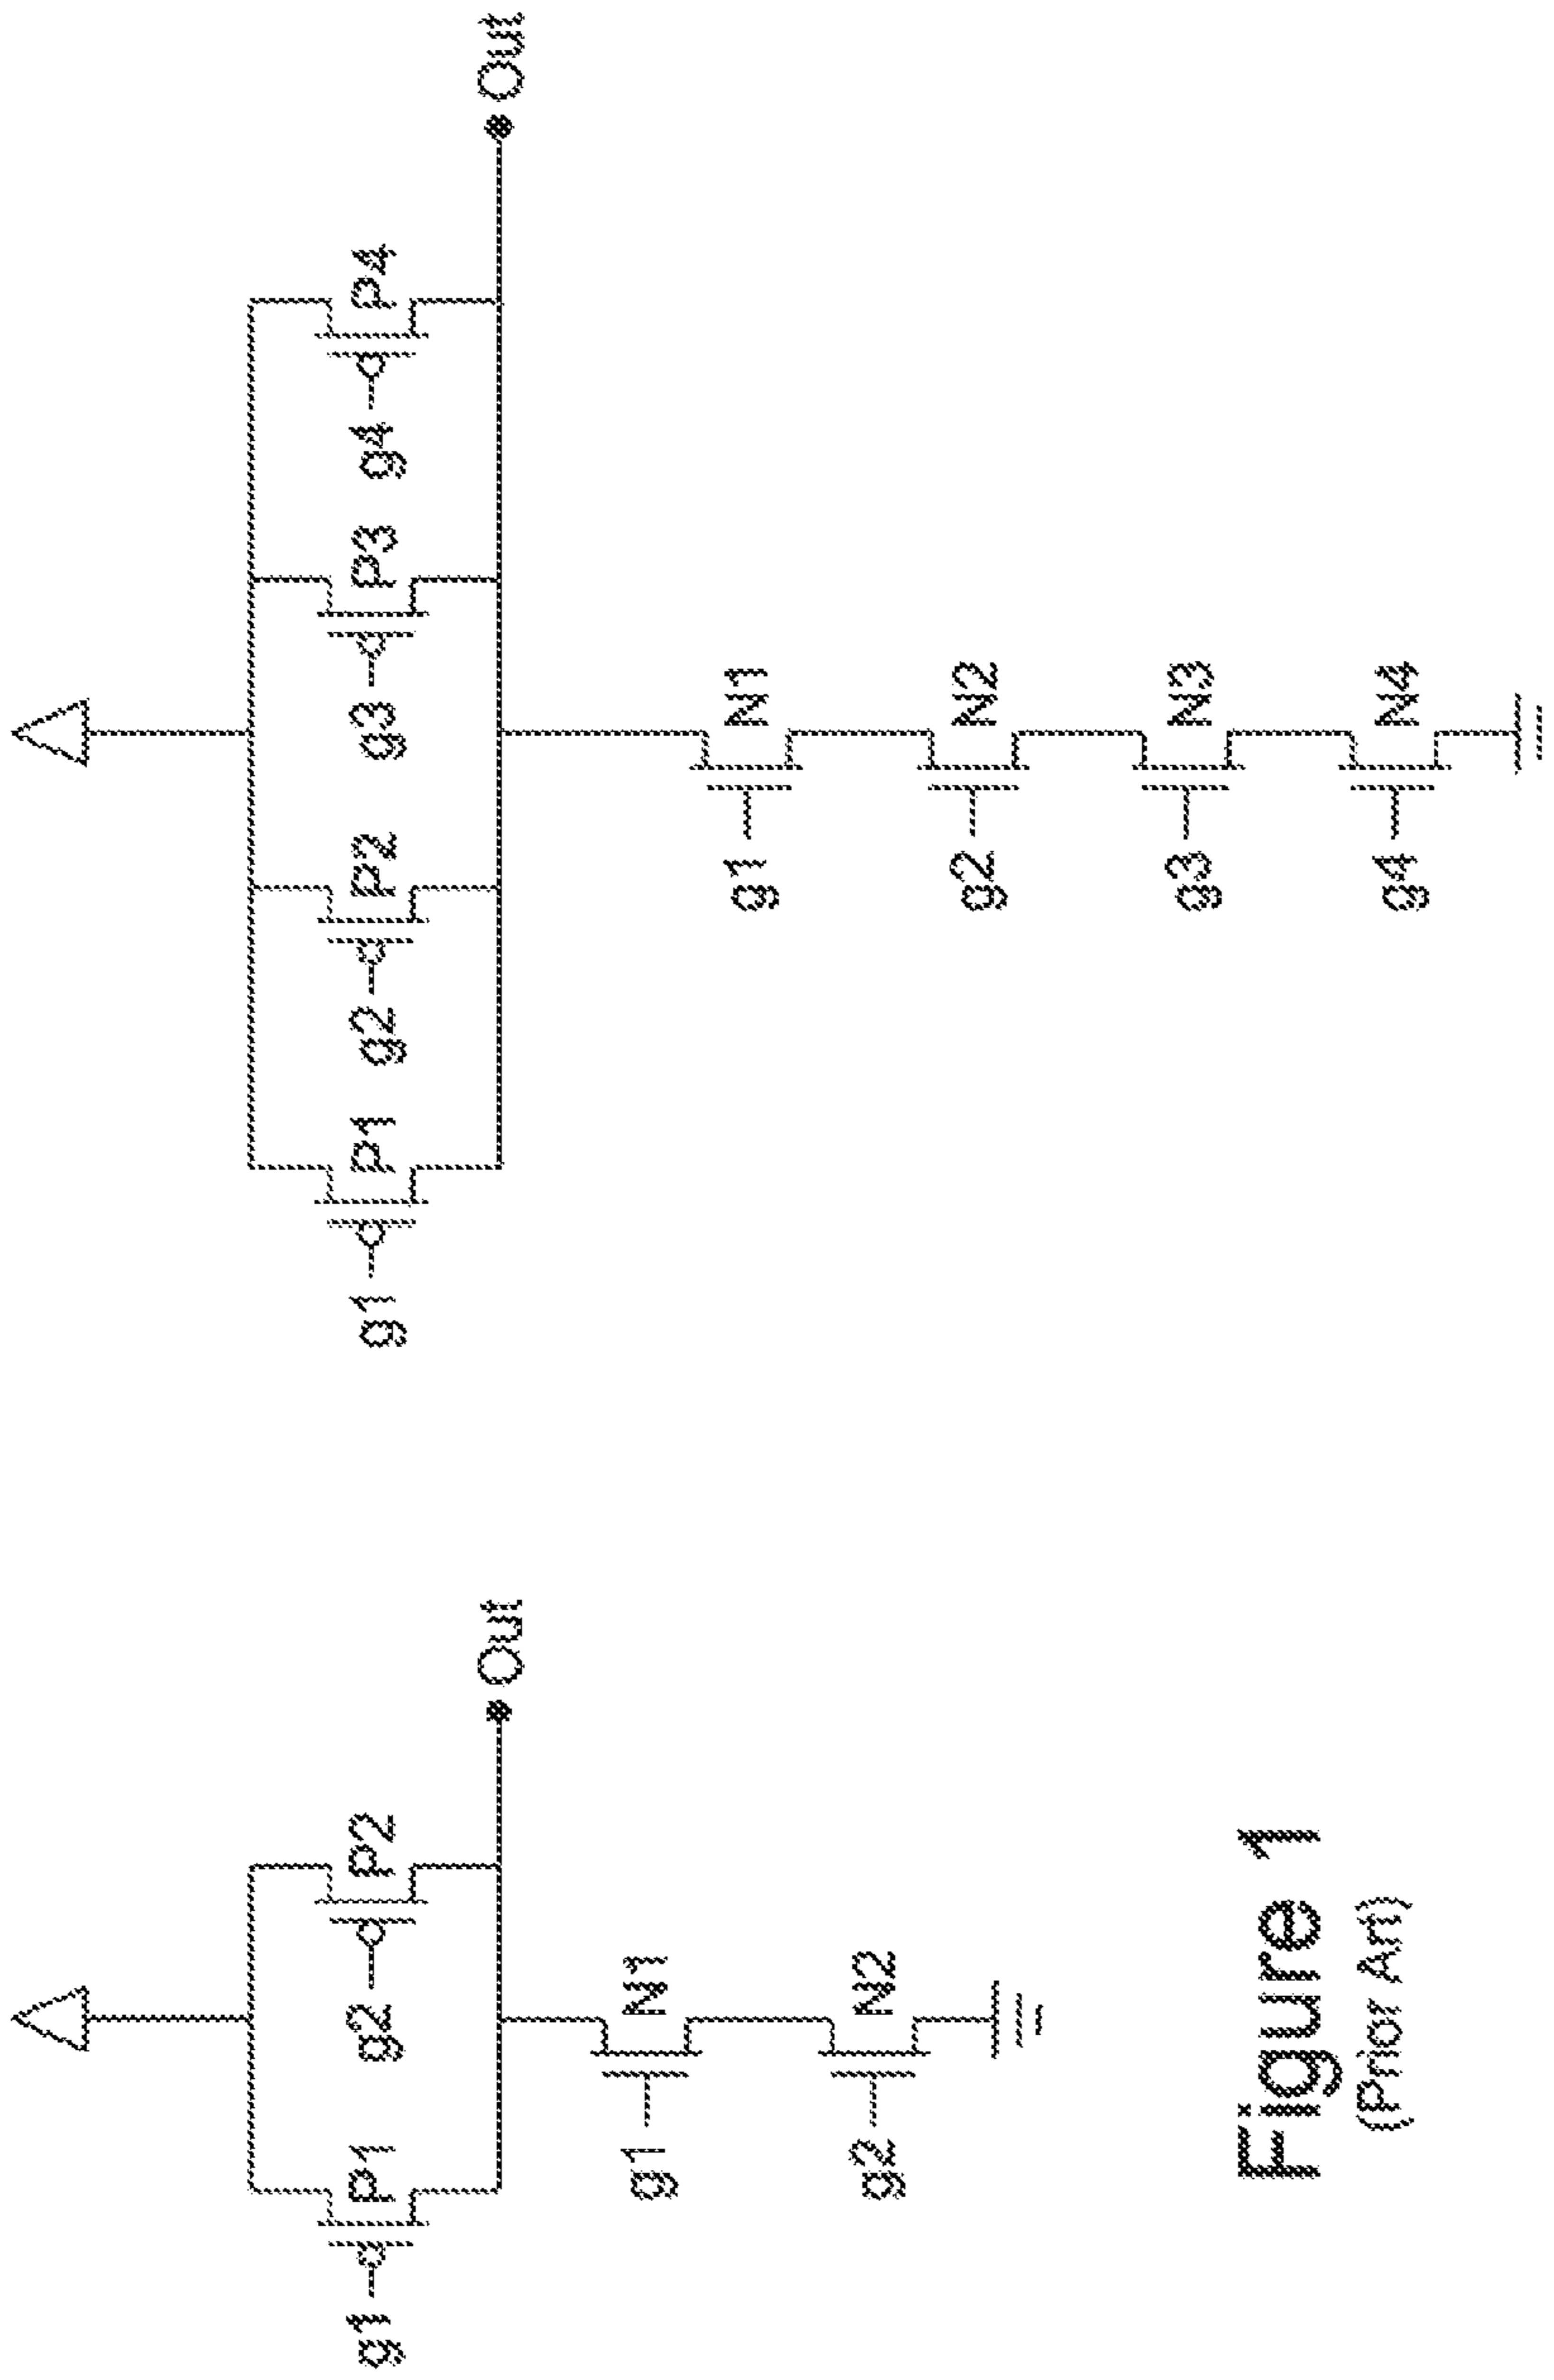 g1
P1
g2
P2
Out
g1
N1
g2
N2
g1
P1
g2
P2
g3
P3
g4
P4
Out
g1
N1
g2
N2
g3
N3
g4
N4
Figure 1
(Prior Art)